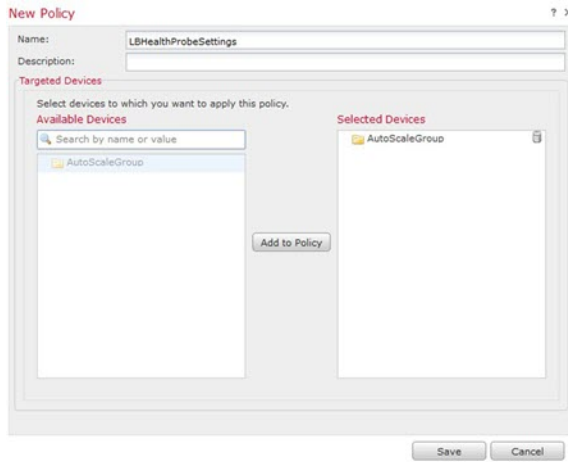 New Policy
? X
Name: LBHealthProbeSettings
Description:
Targeted Devices
Select devices to which you want to apply this policy.
Available Devices
Selected Devices
Search by name or value
AutoScaleGroup
AutoScaleGroup
Add to Policy
Save
Cancel